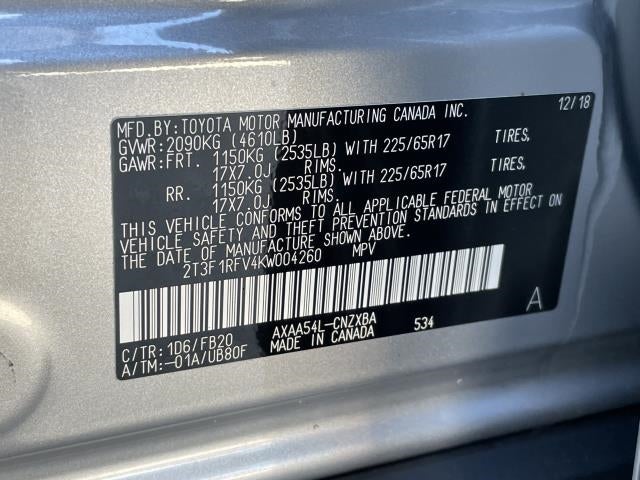 MFD.BY:TOYOTA MOTOR MANUFACTURING CANADA INC. 12/18
GVWR:2090KG (4610LB)
GAWR:FRT. 1150KG (2535LB) WITH 225/65R17 TIRES,
17X7.0J RIMS.
RR. 1150KG (2535LB) WITH 225/65R17 TIRES,
17X7.0J RIMS.
THIS VEHICLE CONFORMS TO ALL APPLICABLE FEDERAL MOTOR
VEHICLE SAFETY AND THEFT PREVENTION STANDARDS IN EFFECT ON
THE DATE OF MANUFACTURE SHOWN ABOVE.
2T3F1RFV4KW004260 MPV
A
C/TR:1D6/FB20 AXAA54L-CNZXBA 534
A/TM:-01A/UB80F MADE IN CANADA